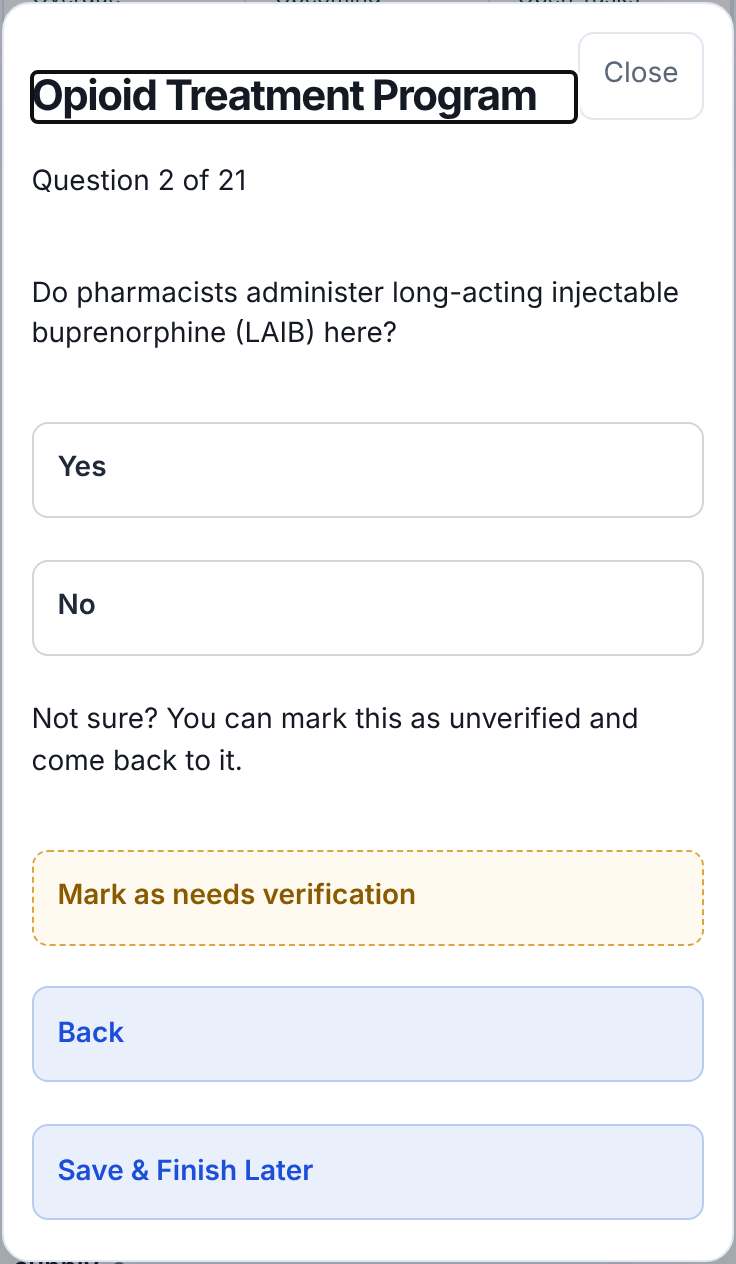 Close
Opioid Treatment Program
Question 2 of 21
Do pharmacists administer long-acting injectable
buprenorphine (LAIB) here?
Yes
No
Not sure? You can mark this as unverified and
come back to it.
Mark as needs verification
Back
Save & Finish Later